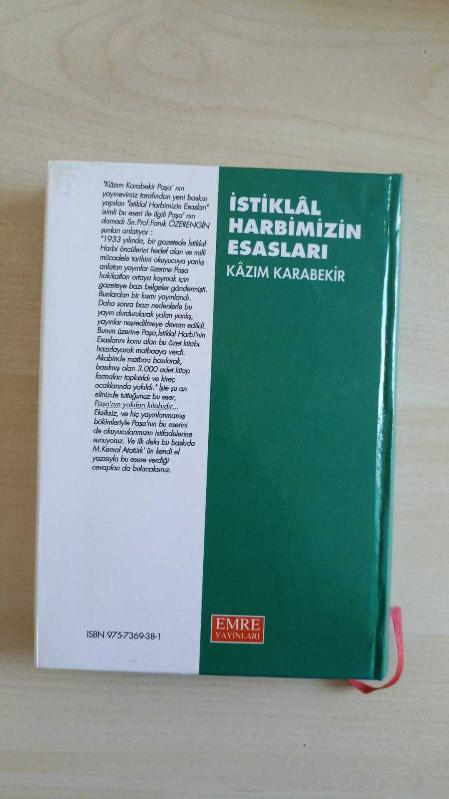 "Kâzım Karabekir Paşa' nın
yayınevimiz tarafından yeni baskısı
yapılan "İstiklal Harbimizin Esasları"
isimli bu eseri ile ilgili Paşa' nın
damadı Sn.Prof.Faruk ÖZERENGİN
şunları anlatıyor :
"1933 yılında, bir gazetede İstiklal
Harbi öncülerini hedef alan ve milli
mücadele tarihini okuyucuya yanlış
anlatan yayınlar üzerine Paşa
hakikatları ortaya koymak için
gazeteye bazı belgeler göndermişti.
Bunlardan bir kısmı yayınlandı.
Daha sonra bazı nedenlerle bu
yayın durdurularak yalan yanlış,
yayınlar neşredilmeye devam edildi.
Bunun üzerine Paşa,İstiklal Harbi'nin
Esaslarını konu alan bu özet kitabı
hazırlayarak matbaaya verdi.
Akabinde matbaa basılarak,
basılmış olan 3.000 adet kitap
formaları toplatıldı ve kireç
ocaklarında yakıldı." İşte şu an
elinizde tuttuğunuz bu eser,
Paşa'nın yakılan kitabıdır...
Eksiksiz, ve hiç yayınlanmamış
bölümleriyle Paşa'nın bu eserini
de okuyucularımızın istifadelerine
sunuyoruz. Ve ilk defa bu baskıda
M.Kemal Atatürk' ün kendi el
yazısıyla bu esere verdiği
cevapları da bulacaksınız.
ISBN 975-7369-38-1
İSTİKLÂL
HARBİMİZİN
ESASLARI
KÂZIM KARABEKİR
EMRE
YAYINLARI